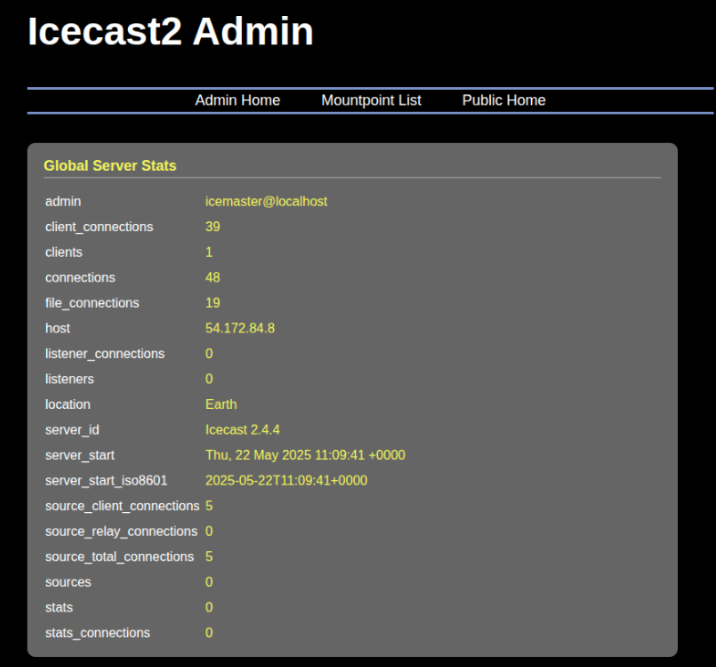 Icecast2 Admin
Admin Home Mountpoint List Public Home
Global Server Stats
admin icemaster@localhost
client_connections 39
clients 1
connections 48
file_connections 19
host 54.172.84.8
listener_connections 0
listeners 0
location Earth
server_id Icecast 2.4.4
server_start Thu, 22 May 2025 11:09:41 +0000
server_start_iso8601 2025-05-22T11:09:41+0000
source_client_connections 5
source_relay_connections 0
source_total_connections 5
sources 0
stats 0
stats_connections 0